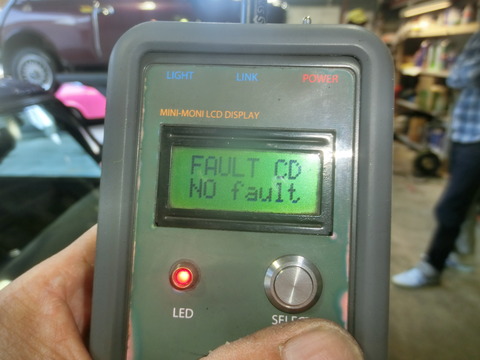 LIGHT LINK POWER
MINI-MONI LCD DISPLAY
FAULT CD
NO fault
LED